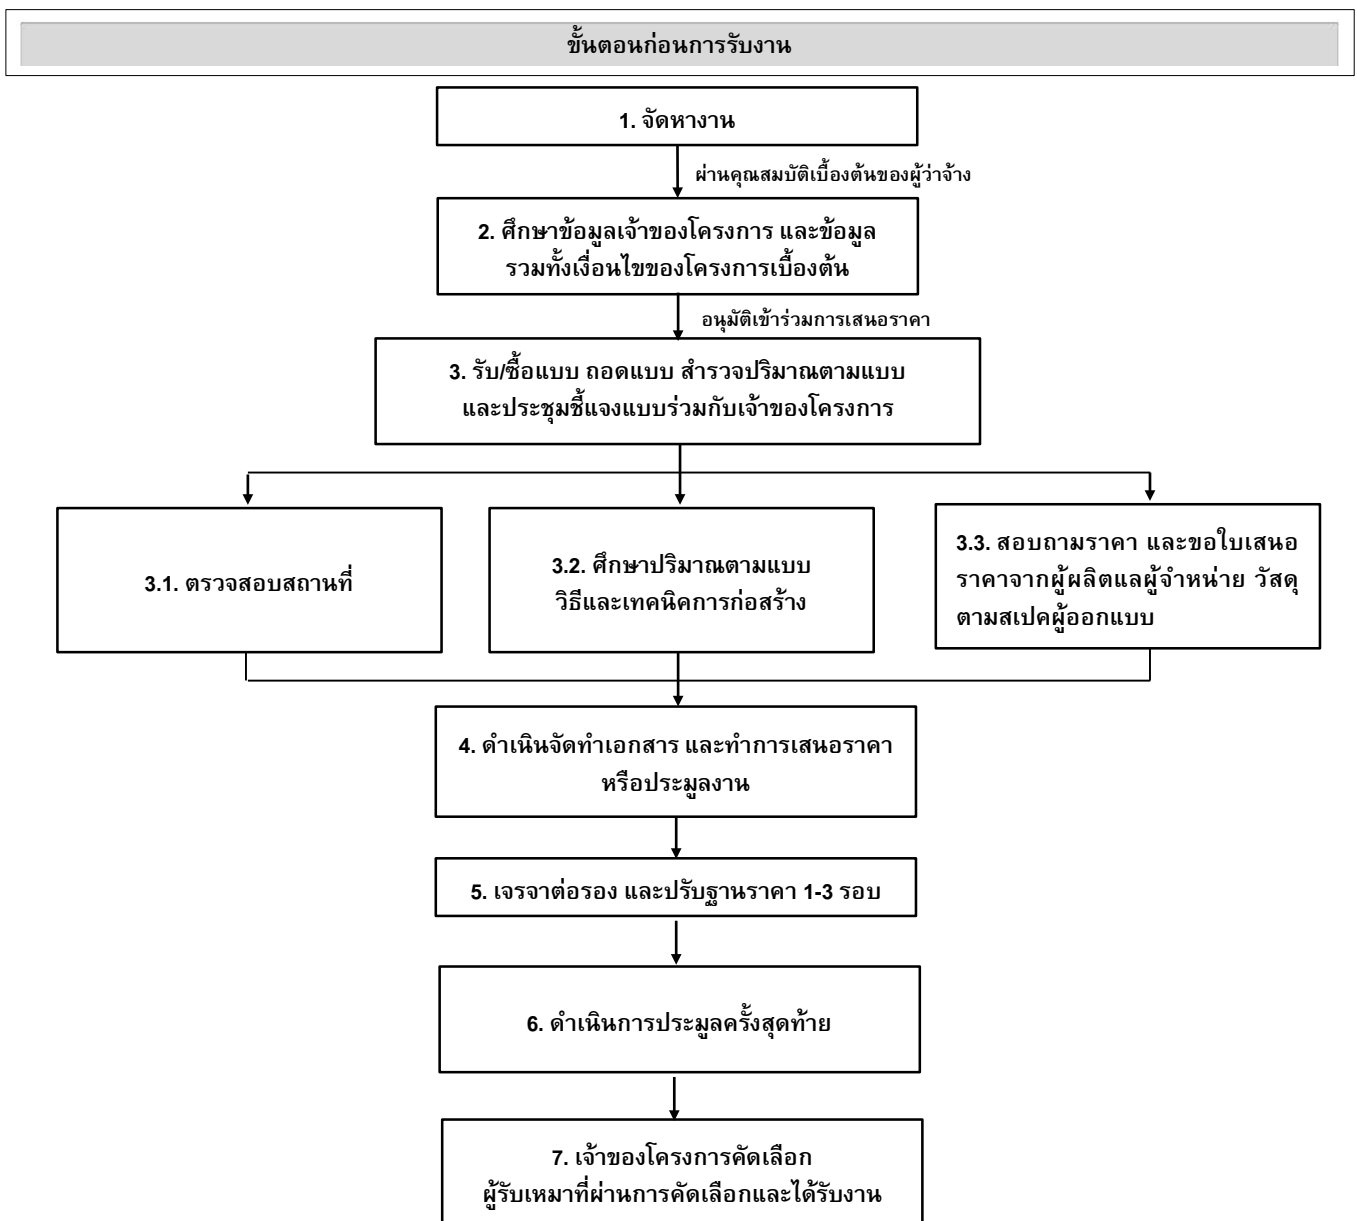 ขั้นตอนก่อนการรับงาน
1. จัดหางาน
ผ่านคุณสมบัติเบื้องต้นของผู้ว่าจ้าง
2. ศึกษาข้อมูลเจ้าของโครงการ และข้อมูล
รวมทั้งเงื่อนไขของโครงการเบื้องต้น
อนุมัติเข้าร่วมการเสนอราคา
3. รับ/ซื้อแบบ ถอดแบบ สำรวจปริมาณตามแบบ
และประชุมชี้แจงแบบร่วมกับเจ้าของโครงการ
3.1. ตรวจสอบสถานที่
3.2. ศึกษาปริมาณตามแบบ
วิธีและเทคนิคการก่อสร้าง
3.3. สอบถามราคา และขอใบเสนอ
ราคาจากผู้ผลิตแลผู้จำหน่าย วัสดุ
ตามสเปคผู้ออกแบบ
4. ดำเนินจัดทำเอกสาร และทำการเสนอราคา
หรือประมูลงาน
5. เจรจาต่อรอง และปรับฐานราคา 1-3 รอบ
6. ดำเนินการประมูลครั้งสุดท้าย
7. เจ้าของโครงการคัดเลือก
ผู้รับเหมาที่ผ่านการคัดเลือกและได้รับงาน